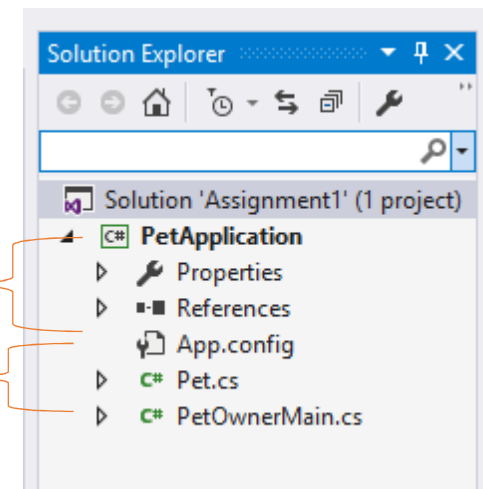 Solution Explorer
Solution 'Assignment1' (1 project)
C# PetApplication
Properties
References
App.config
C# Pet.cs
C# PetOwnerMain.cs